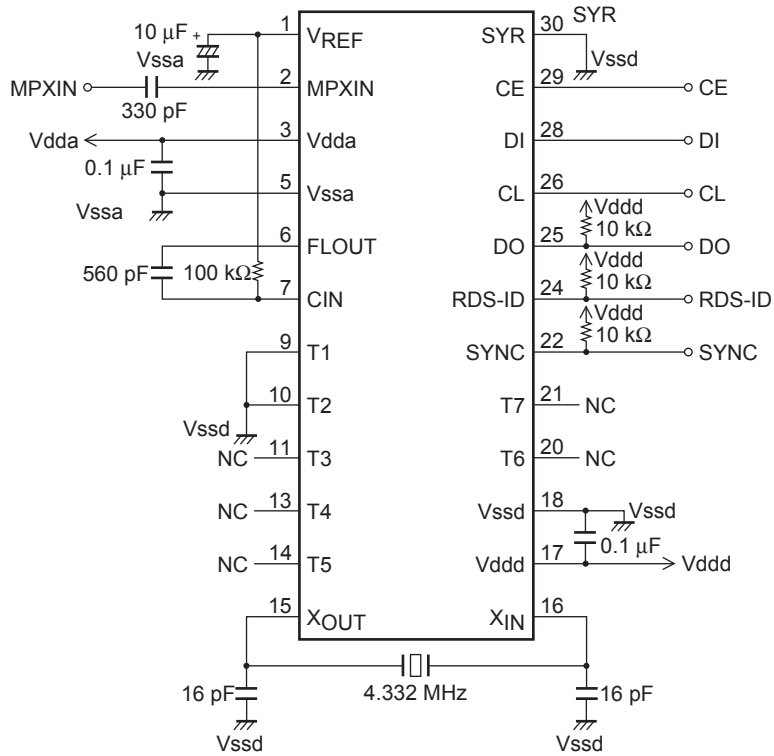 SYR
10 µF +
1
VREF
SYR
30
Vssa
Vssd
MPXIN
2
MPXIN
CE
29
CE
330 pF
Vdda
3
Vdda
DI
28
DI
0.1 µF
5
Vssa
CL
26
CL
Vssa
Vddd
10 kΩ
6
FLOUT
DO
25
DO
560 pF
100 kΩ
Vddd
10 kΩ
7
CIN
RDS-ID
24
RDS-ID
Vddd
10 kΩ
9
T1
SYNC
22
SYNC
10
T2
T7
21
NC
Vssd
NC
11
T3
T6
20
NC
NC
13
T4
Vssd
18
Vssd
0.1 µF
NC
14
T5
Vddd
17
Vddd
15
XOUT
XIN
16
16 pF
4.332 MHz
16 pF
Vssd
Vssd